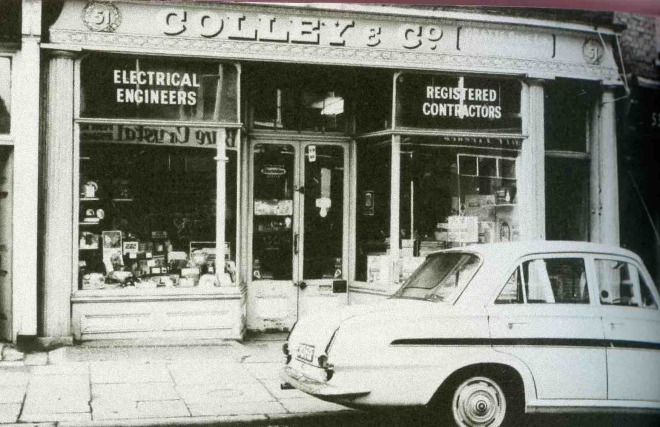 51
COLLEY & CO.
51
ELECTRICAL
ENGINEERS
REGISTERED
CONTRACTORS